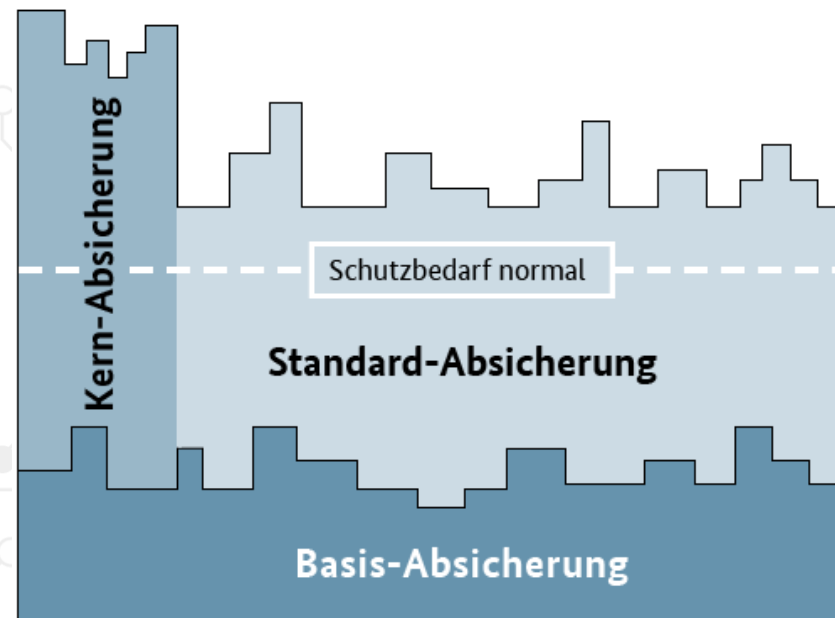 Kern-Absicherung
Schutzbedarf normal
Standard-Absicherung
Basis-Absicherung